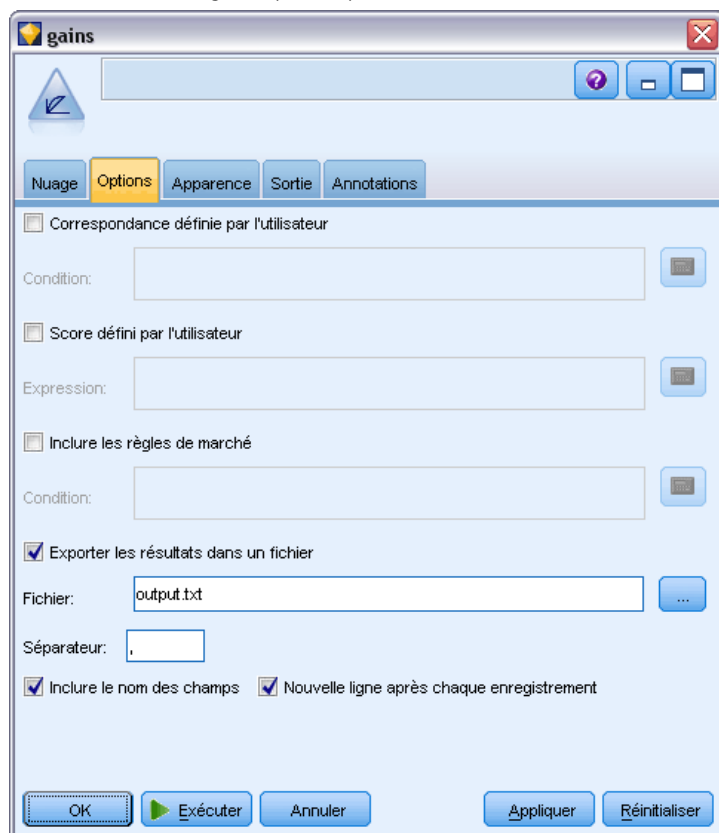 gains
Nuage Options Apparence Sortie Annotations
Correspondance définie par l'utilisateur
Condition:
Score défini par l'utilisateur
Expression:
Inclure les règles de marché
Condition:
Exporter les résultats dans un fichier
Fichier: output.txt ...
Séparateur: ,
Inclure le nom des champs Nouvelle ligne après chaque enregistrement
OK Exécuter Annuler Appliquer Réinitialiser